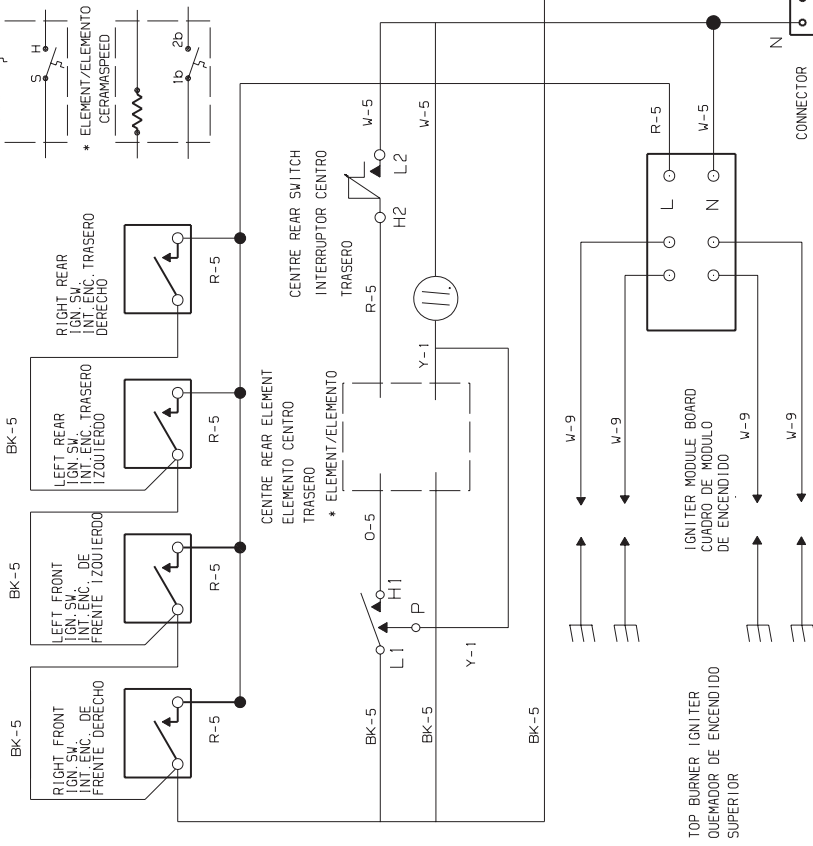 S H
* ELEMENT/ELEMENTO
CERAMASPEED
1b 2b
N
CONNECTOR
BK-5
BK-5
BK-5
RIGHT REAR
IGN. SW.
INT. ENC. TRASERO
DERECHO
R-5
LEFT REAR
IGN. SW.
INT. ENC. TRASERO
IZQUIERDO
R-5
LEFT FRONT
IGN. SW.
INT. ENC. DE
FRENTE IZQUIERDO
R-5
RIGHT FRONT
IGN. SW.
INT. ENC. DE
FRENTE DERECHO
R-5
CENTRE REAR SWITCH
INTERRUPTOR CENTRO
TRASERO
H2 L2
W-5
W-5
R-5
CENTRE REAR ELEMENT
ELEMENTO CENTRO
TRASERO
* ELEMENT/ELEMENTO
Y-1
O-5
L1 H1
P
Y-1
BK-5
BK-5
BK-5
R-5
W-5
L
N
IGNITER MODULE BOARD
CUADRO DE MODULO
DE ENCENDIDO
W-9
W-9
W-9
W-9
TOP BURNER IGNITER
QUEMADOR DE ENCENDIDO
SUPERIOR